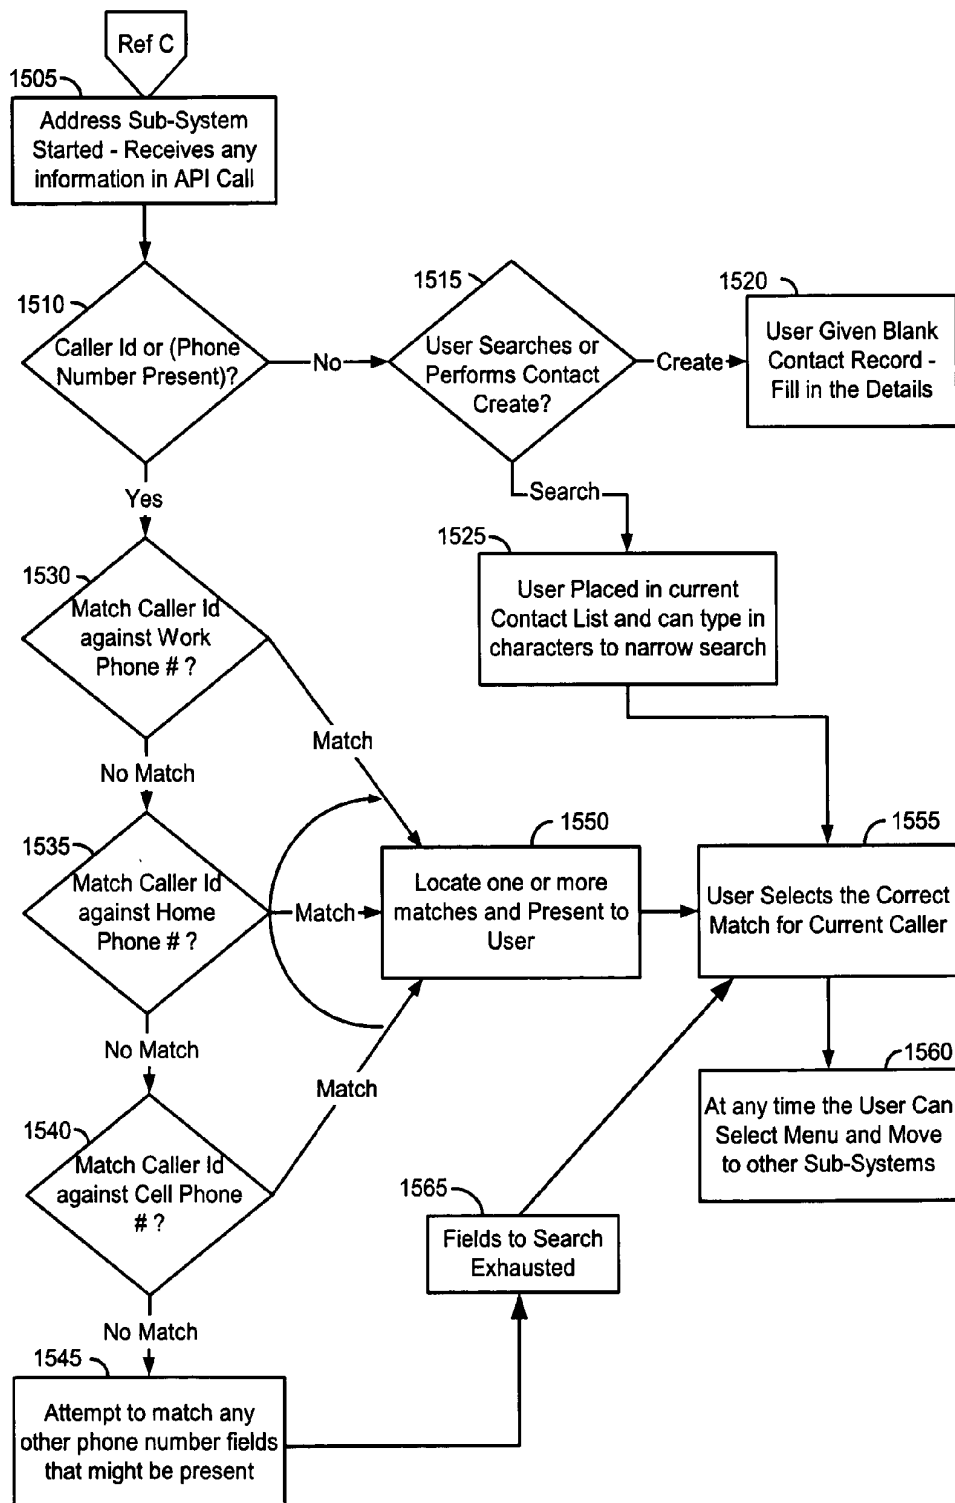 Ref C
1505
Address Sub-System
Started - Receives any
information in API Call
1510
Caller Id or (Phone
Number Present)?
No
1515
User Searches or
Performs Contact
Create?
Create
1520
User Given Blank
Contact Record -
Fill in the Details
Yes
Search
1525
User Placed in current
Contact List and can type in
characters to narrow search
1530
Match Caller Id
against Work
Phone # ?
Match
No Match
1535
Match Caller Id
against Home
Phone # ?
Match
1550
Locate one or more
matches and Present to
User
1555
User Selects the Correct
Match for Current Caller
No Match
Match
1560
At any time the User Can
Select Menu and Move
to other Sub-Systems
1540
Match Caller Id
against Cell Phone
# ?
1565
Fields to Search
Exhausted
No Match
1545
Attempt to match any
other phone number fields
that might be present